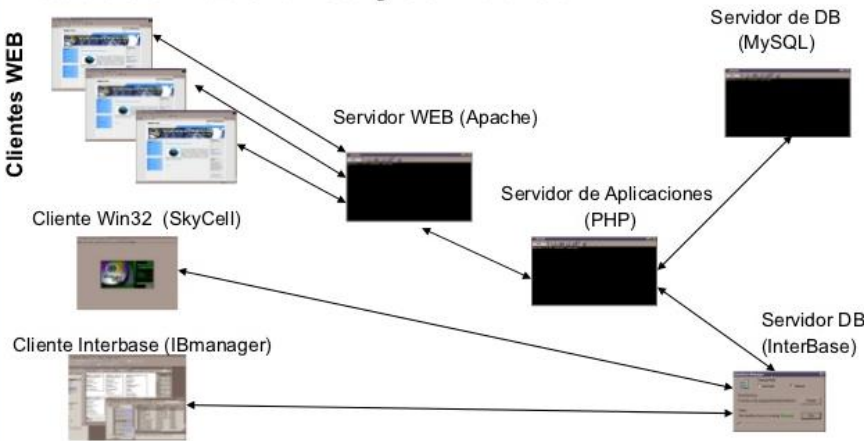 Clientes WEB
Servidor de DB
(MySQL)
Servidor WEB (Apache)
Servidor de Aplicaciones
(PHP)
Cliente Win32 (SkyCell)
Servidor DB
(InterBase)
Cliente Interbase (IBmanager)